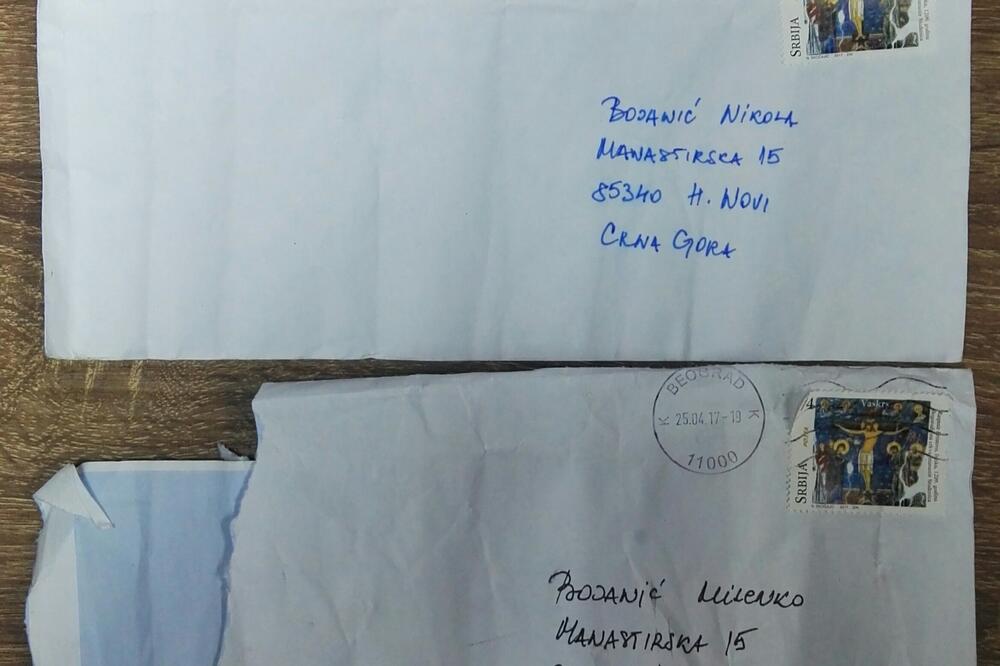 SRBIJA
BOJANIĆ NIKOLA
MANASTIRSKA 15
85340 H. NOVI
CRNA GORA
BEOGRAD
K 25.04.17-19 K
11000
Vaskrs
SRBIJA
BOJANIĆ MILENKO
MANASTIRSKA 15